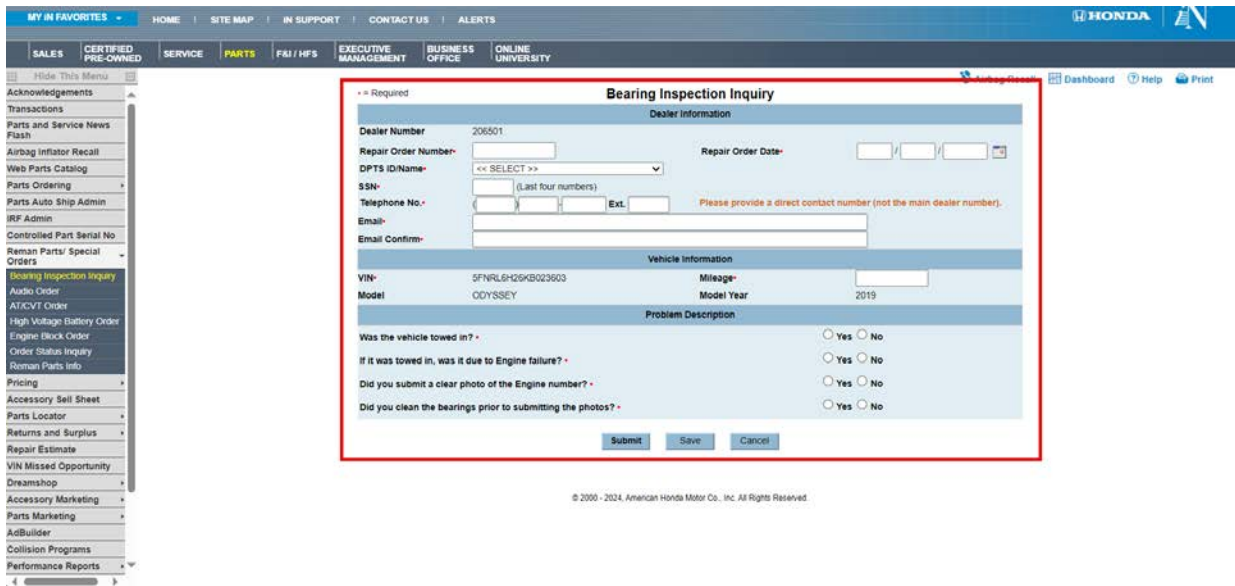 MY iN FAVORITES
HOME | SITE MAP | IN SUPPORT | CONTACT US | ALERTS
HONDA
SALES
CERTIFIED PRE-OWNED
SERVICE
PARTS
F&I / HFS
EXECUTIVE MANAGEMENT
BUSINESS OFFICE
ONLINE UNIVERSITY
Hide This Menu
Airbag Recall Dashboard Help Print
Acknowledgements
Transactions
Parts and Service News
Flash
Airbag Inflator Recall
Web Parts Catalog
Parts Ordering
Parts Auto Ship Admin
IRF Admin
Controlled Part Serial No
Reman Parts/ Special
Orders
Bearing Inspection Inquiry
Audio Order
AT/CVT Order
High Voltage Battery Order
Engine Block Order
Order Status Inquiry
Reman Parts Info
Pricing
Accessory Sell Sheet
Parts Locator
Returns and Surplus
Repair Estimate
VIN Missed Opportunity
Dreamshop
Accessory Marketing
Parts Marketing
AdBuilder
Collision Programs
Performance Reports
• = Required
Bearing Inspection Inquiry
Dealer Information
Dealer Number 206501
Repair Order Number• Repair Order Date• / /
DPTS ID/Name• << SELECT >>
SSN• (Last four numbers)
Telephone No.• ( ) - Ext. Please provide a direct contact number (not the main dealer number).
Email•
Email Confirm•
Vehicle Information
VIN• 5FNRL6H26KB023603 Mileage•
Model ODYSSEY Model Year 2019
Problem Description
Was the vehicle towed in? • Yes No
If it was towed in, was it due to Engine failure? • Yes No
Did you submit a clear photo of the Engine number? • Yes No
Did you clean the bearings prior to submitting the photos? • Yes No
Submit Save Cancel
© 2000 - 2024, American Honda Motor Co., Inc. All Rights Reserved.